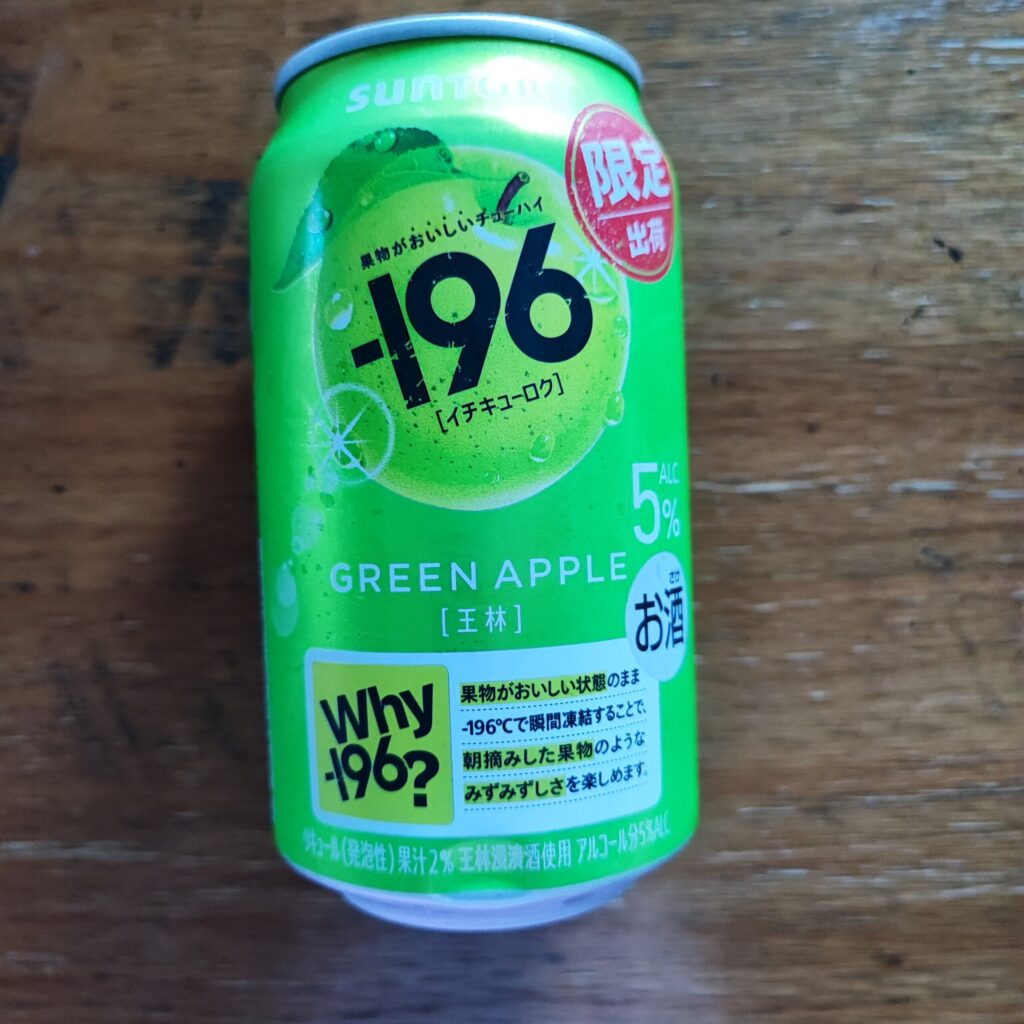 SUNTORY
限定
出荷
果物がおいしいチューハイ
-196
[イチキューロク]
ALC
5%
GREEN APPLE
[王林]
さけ
お酒
Why
-196?
果物がおいしい状態のまま
-196℃で瞬間凍結することで、
朝摘みした果物のような
みずみずしさを楽しめます。
リキュール(発泡性) 果汁2% 王林浸漬酒使用 アルコール分5%ALC